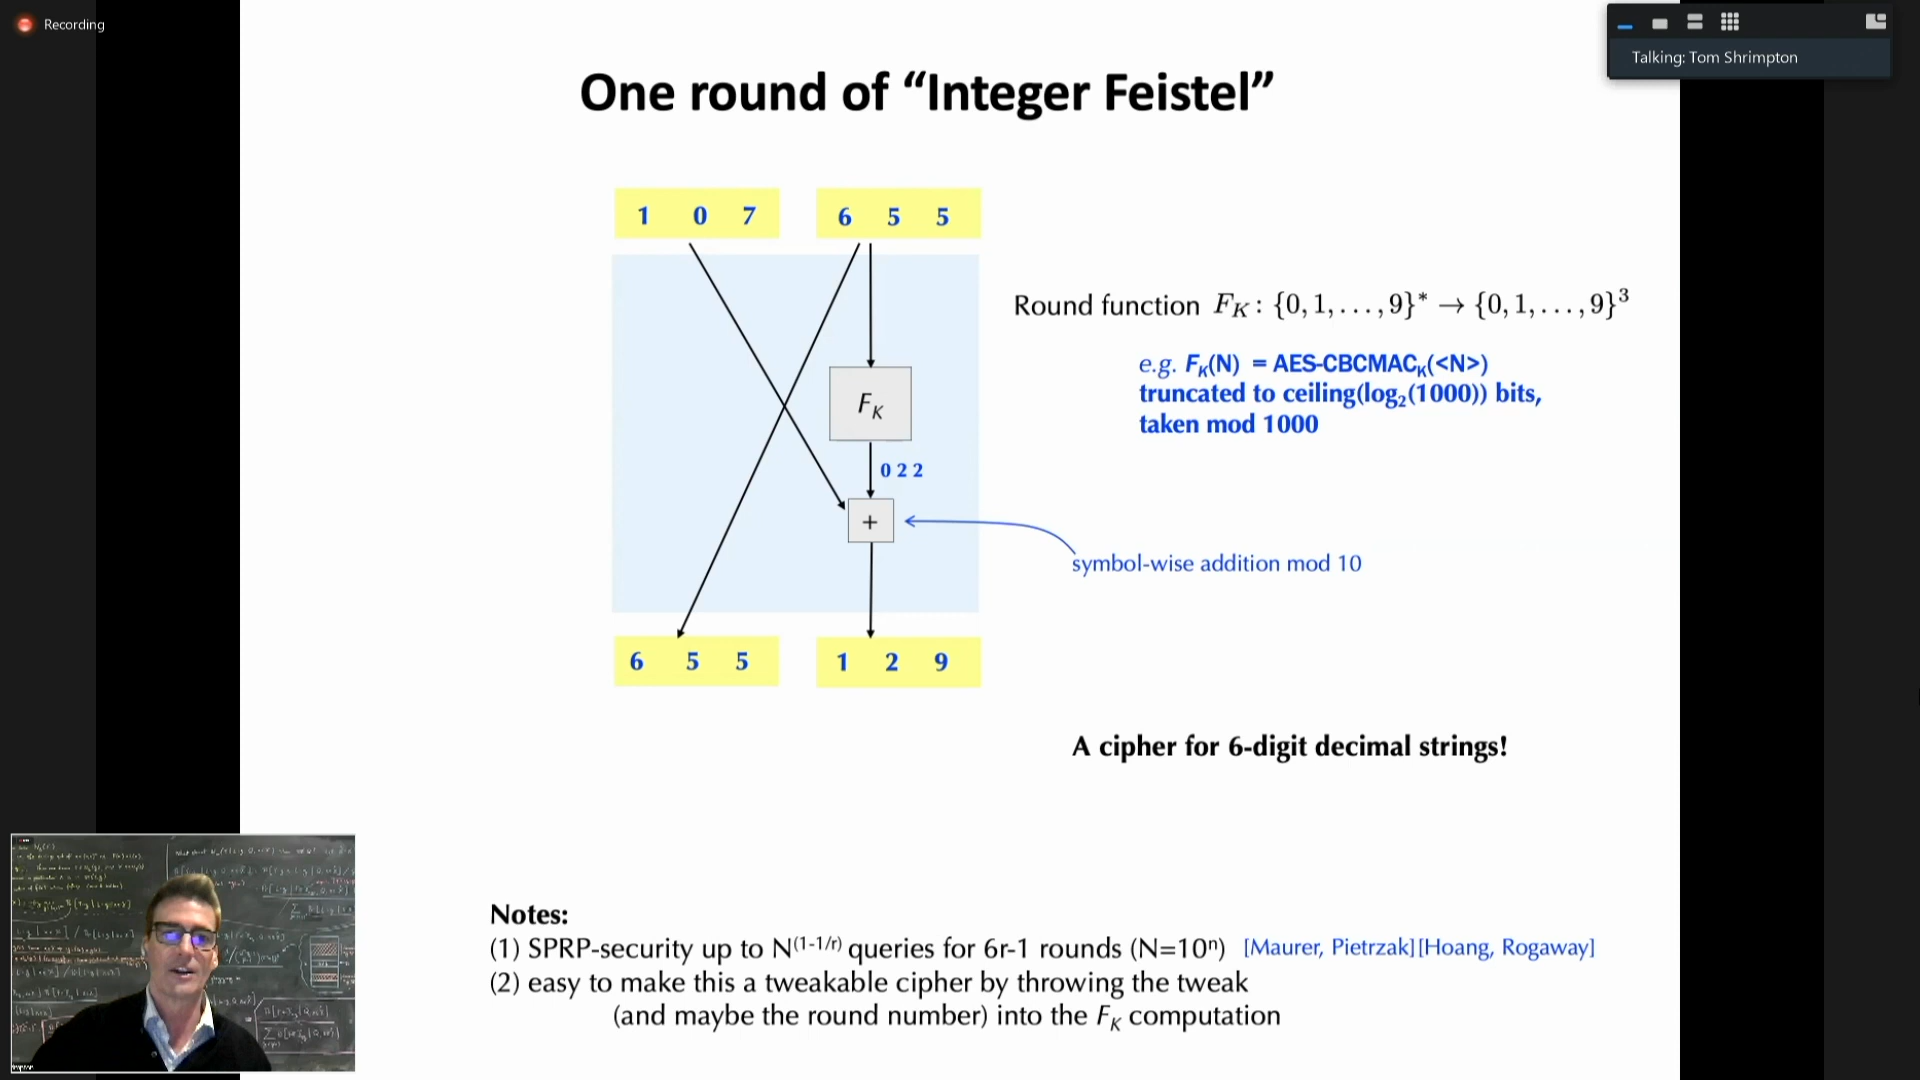 Recording
Talking: Tom Shrimpton
One round of “Integer Feistel”
1 0 7 6 5 5
Round function F_K : {0, 1, . . . , 9}* → {0, 1, . . . , 9}³
e.g. F_K(N) = AES-CBCMAC_K(<N>)
truncated to ceiling(log₂(1000)) bits,
taken mod 1000
F_K
0 2 2
+
symbol-wise addition mod 10
6 5 5 1 2 9
A cipher for 6-digit decimal strings!
Notes:
(1) SPRP-security up to N^(1-1/r) queries for 6r-1 rounds (N=10ⁿ) [Maurer, Pietrzak][Hoang, Rogaway]
(2) easy to make this a tweakable cipher by throwing the tweak
(and maybe the round number) into the F_K computation